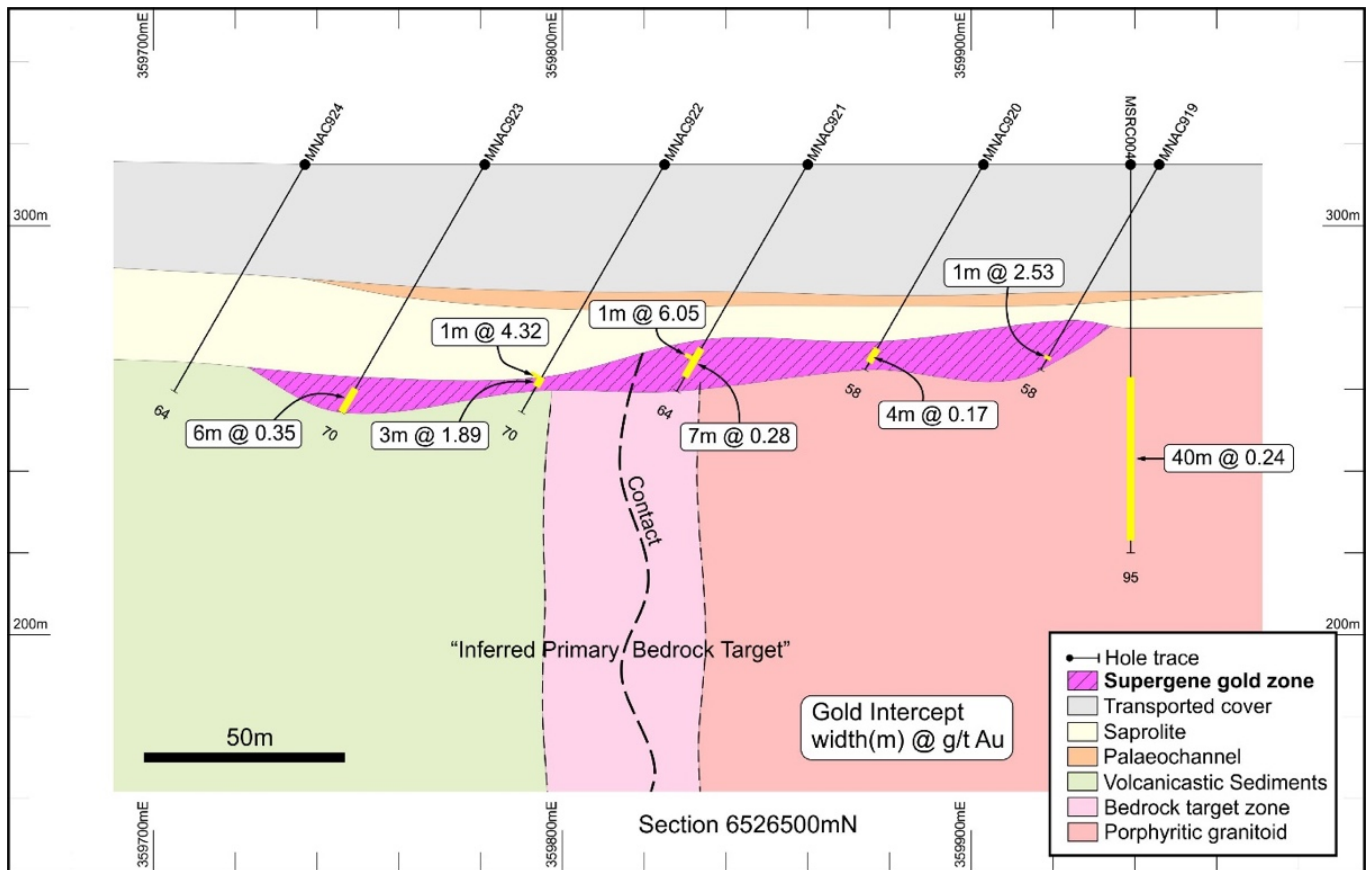 359700mE
359800mE
359900mE
MNAC924
MNAC923
MNAC922
MNAC921
MNAC920
MSRC004
MNAC919
300m
300m
1m @ 2.53
1m @ 6.05
1m @ 4.32
64
6m @ 0.35
70
3m @ 1.89
70
64
7m @ 0.28
58
4m @ 0.17
58
40m @ 0.24
95
Contact
200m
200m
“Inferred Primary Bedrock Target”
Gold Intercept
width(m) @ g/t Au
50m
Hole trace
Supergene gold zone
Transported cover
Saprolite
Palaeochannel
Volcanicastic Sediments
Bedrock target zone
Porphyritic granitoid
359700mE
359800mE
359900mE
Section 6526500mN